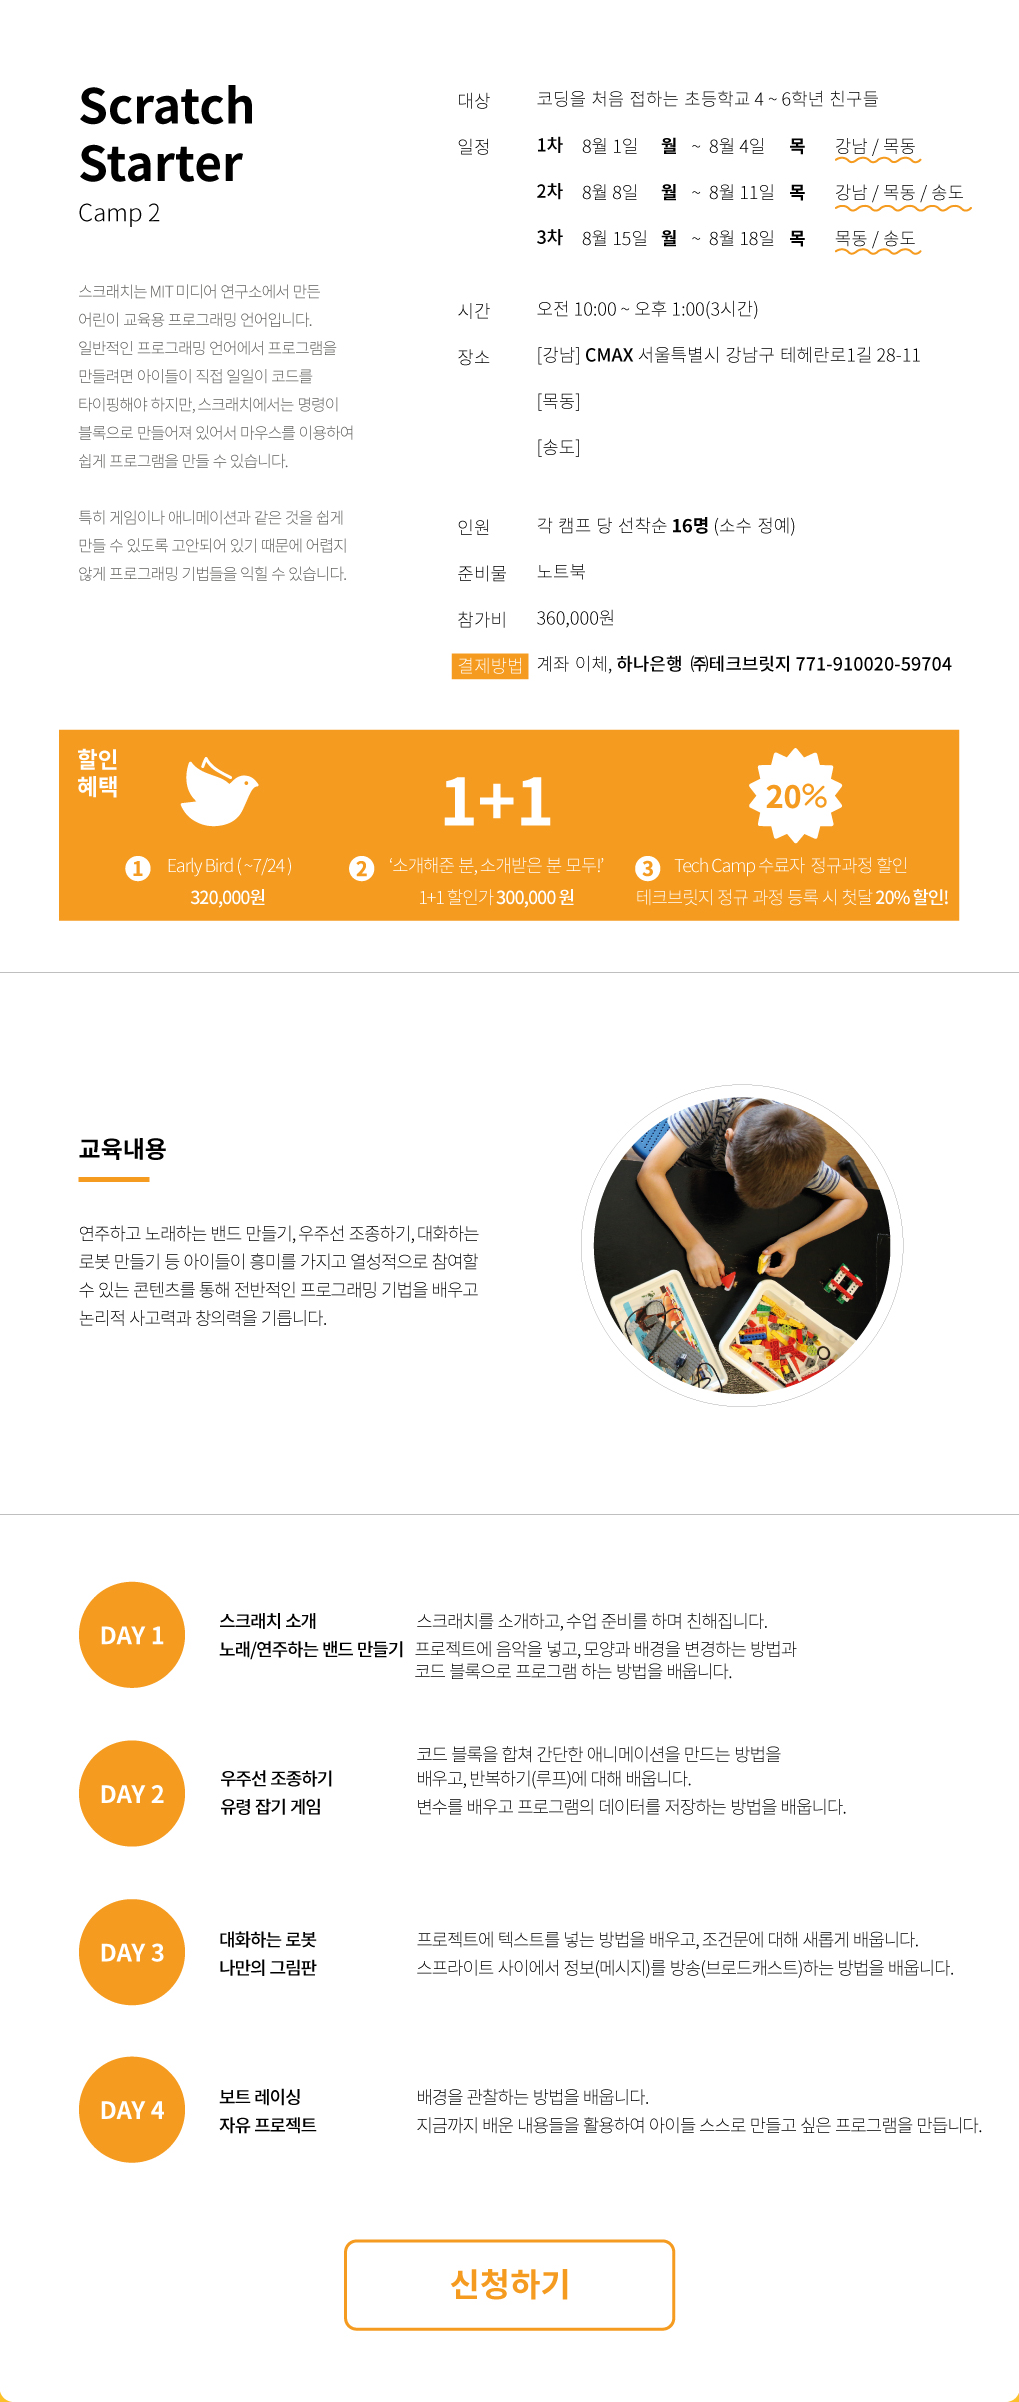 Scratch
Starter
Camp 2
스크래치는 MIT 미디어 연구소에서 만든
어린이 교육용 프로그래밍 언어입니다.
일반적인 프로그래밍 언어에서 프로그램을
만들려면 아이들이 직접 일일이 코드를
타이핑해야 하지만, 스크래치에서는 명령이
블록으로 만들어져 있어서 마우스를 이용하여
쉽게 프로그램을 만들 수 있습니다.
특히 게임이나 애니메이션과 같은 것을 쉽게
만들 수 있도록 고안되어 있기 때문에 어렵지
않게 프로그래밍 기법들을 익힐 수 있습니다.
대상 코딩을 처음 접하는 초등학교 4 ~ 6학년 친구들
일정 1차 8월 1일 월 ~ 8월 4일 목 강남 / 목동
2차 8월 8일 월 ~ 8월 11일 목 강남 / 목동 / 송도
3차 8월 15일 월 ~ 8월 18일 목 목동 / 송도
시간 오전 10:00 ~ 오후 1:00(3시간)
장소 [강남] CMAX 서울특별시 강남구 테헤란로1길 28-11
[목동]
[송도]
인원 각 캠프 당 선착순 16명 (소수 정예)
준비물 노트북
참가비 360,000원
결제방법 계좌 이체, 하나은행 ㈜테크브릿지 771-910020-59704
할인
혜택
1+1
20%
1 Early Bird ( ~7/24 )
320,000원
2 ‘소개해준 분, 소개받은 분 모두!’
1+1 할인가 300,000 원
3 Tech Camp 수료자 정규과정 할인
테크브릿지 정규 과정 등록 시 첫달 20% 할인!
교육내용
연주하고 노래하는 밴드 만들기, 우주선 조종하기, 대화하는
로봇 만들기 등 아이들이 흥미를 가지고 열성적으로 참여할
수 있는 콘텐츠를 통해 전반적인 프로그래밍 기법을 배우고
논리적 사고력과 창의력을 기릅니다.
DAY 1
스크래치 소개 스크래치를 소개하고, 수업 준비를 하며 친해집니다.
노래/연주하는 밴드 만들기 프로젝트에 음악을 넣고, 모양과 배경을 변경하는 방법과
코드 블록으로 프로그램 하는 방법을 배웁니다.
DAY 2
코드 블록을 합쳐 간단한 애니메이션을 만드는 방법을
우주선 조종하기 배우고, 반복하기(루프)에 대해 배웁니다.
유령 잡기 게임 변수를 배우고 프로그램의 데이터를 저장하는 방법을 배웁니다.
DAY 3
대화하는 로봇 프로젝트에 텍스트를 넣는 방법을 배우고, 조건문에 대해 새롭게 배웁니다.
나만의 그림판 스프라이트 사이에서 정보(메시지)를 방송(브로드캐스트)하는 방법을 배웁니다.
DAY 4
보트 레이싱 배경을 관찰하는 방법을 배웁니다.
자유 프로젝트 지금까지 배운 내용들을 활용하여 아이들 스스로 만들고 싶은 프로그램을 만듭니다.
신청하기